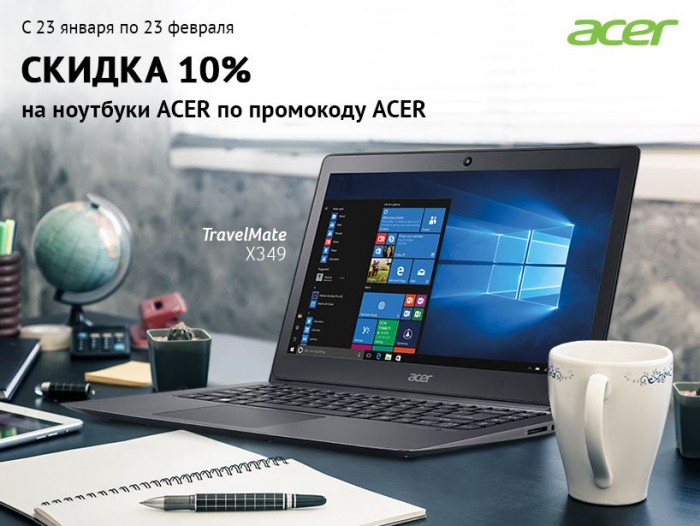 С 23 января по 23 февраля
acer
СКИДКА 10%
на ноутбуки ACER по промокоду ACER
TravelMate
X349
acer